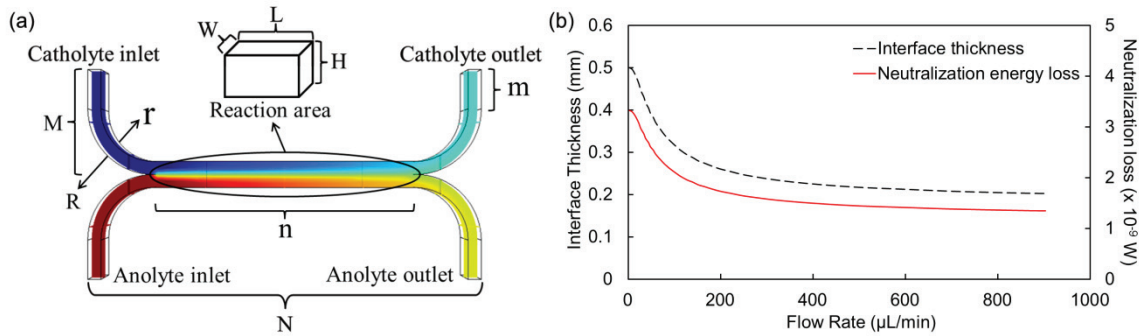 (a)
L
W
H
Catholyte inlet
Catholyte outlet
Reaction area
M
m
r
R
n
Anolyte inlet
Anolyte outlet
N
(b)
Interface Thickness (mm)
0.6
0.5
0.4
0.3
0.2
0.1
0
Interface thickness
Neutralization energy loss
5
4
3
2
1
0
Neutralization loss (x 10-9 W)
0
200
400
600
800
1000
Flow Rate (µL/min)